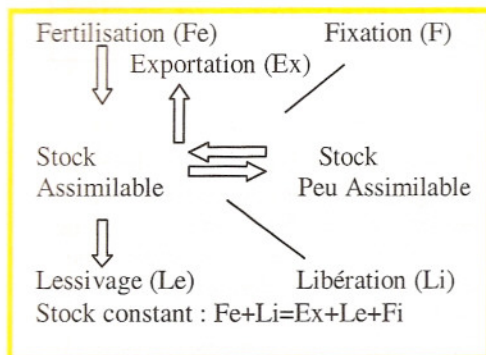 Fertilisation (Fe) Fixation (F)
Exportation (Ex)
Stock Stock
Assimilable Peu Assimilable
Lessivage (Le) Libération (Li)
Stock constant : Fe+Li=Ex+Le+Fi